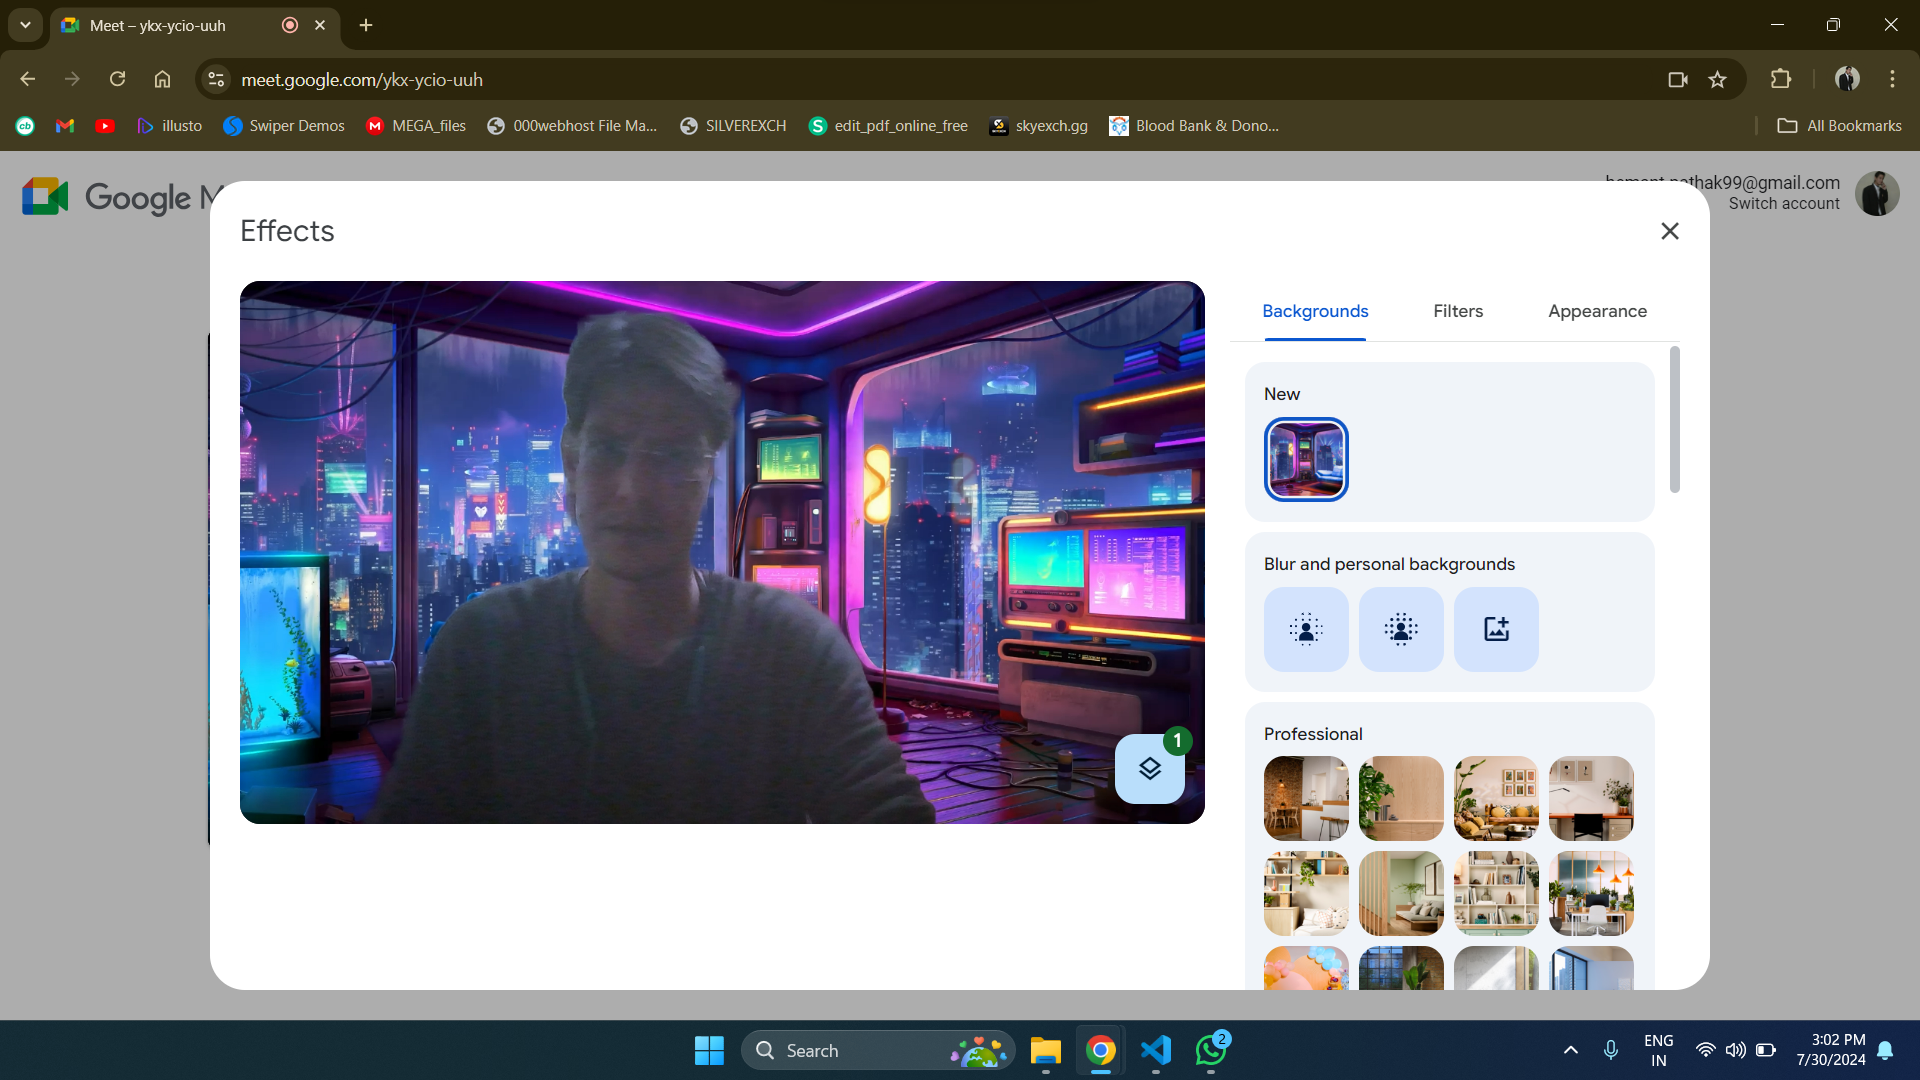 Meet – ykx-ycio-uuh
meet.google.com/ykx-ycio-uuh
illusto
Swiper Demos
MEGA_files
000webhost File Ma...
SILVEREXCH
edit_pdf_online_free
skyexch.gg
Blood Bank & Dono...
All Bookmarks
Google M
thak99@gmail.com
Switch account
Effects
Backgrounds
Filters
Appearance
New
Blur and personal backgrounds
1
Professional
Search
2
ENG
IN
3:02 PM
7/30/2024